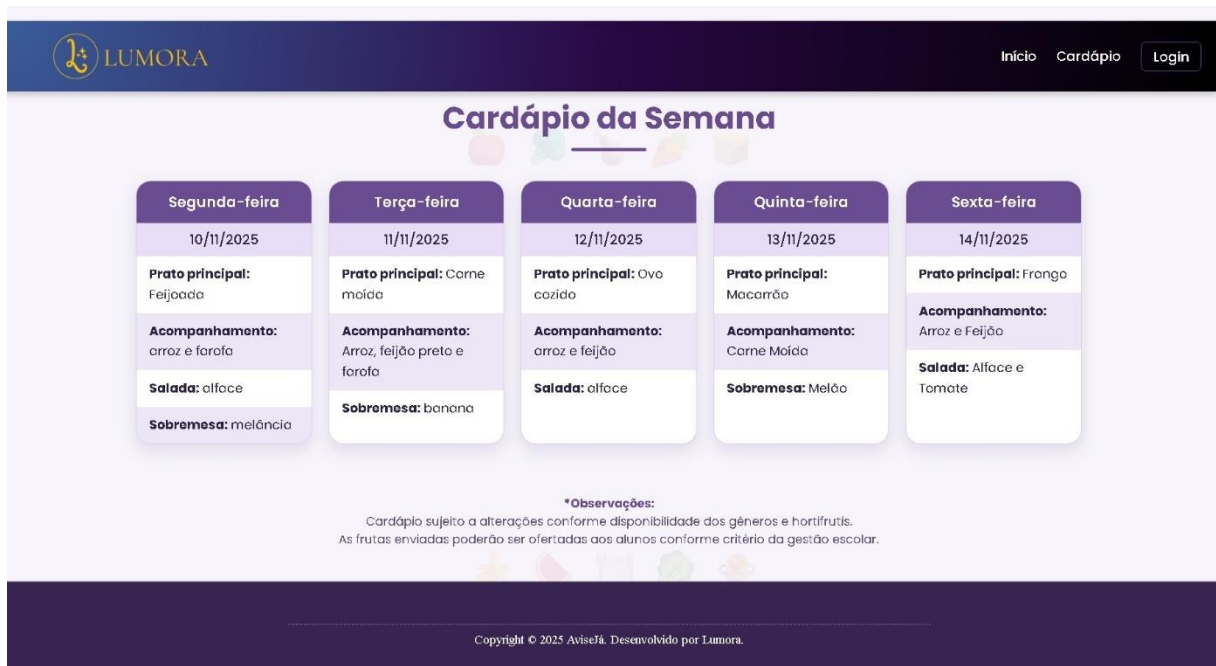 LUMORA
Início Cardápio Login
Cardápio da Semana
Segunda-feira
10/11/2025
Prato principal:
Feijoada
Acompanhamento:
arroz e farofa
Salada: alface
Sobremesa: melância
Terça-feira
11/11/2025
Prato principal: Carne
moída
Acompanhamento:
Arroz, feijão preto e
farofa
Sobremesa: banana
Quarta-feira
12/11/2025
Prato principal: Ovo
cozido
Acompanhamento:
arroz e feijão
Salada: alface
Quinta-feira
13/11/2025
Prato principal:
Macarrão
Acompanhamento:
Carne Moída
Sobremesa: Melão
Sexta-feira
14/11/2025
Prato principal: Frango
Acompanhamento:
Arroz e Feijão
Salada: Alface e
Tomate
*Observações:
Cardápio sujeito a alterações conforme disponibilidade dos gêneros e hortifrutis.
As frutas enviadas poderão ser ofertadas aos alunos conforme critério da gestão escolar.
Copyright © 2025 AviseJá. Desenvolvido por Lumora.